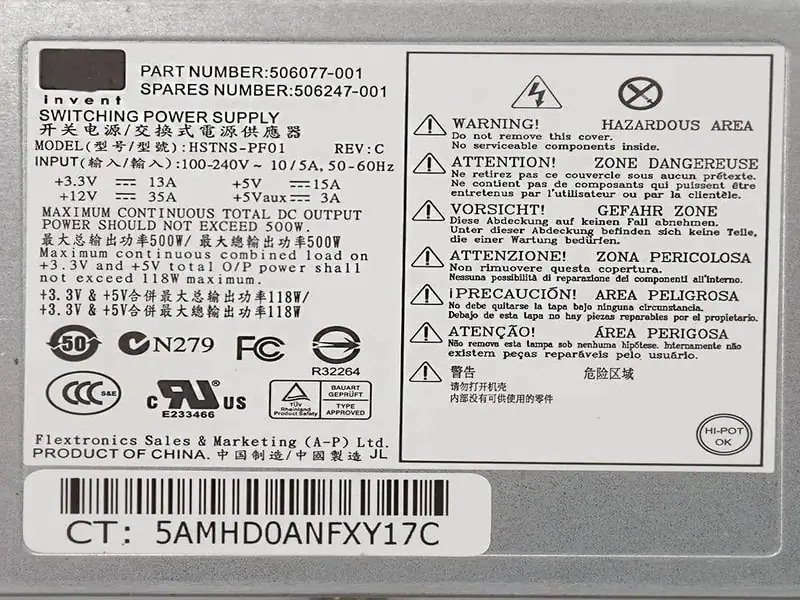 invent
PART NUMBER:506077-001
SPARES NUMBER:506247-001
SWITCHING POWER SUPPLY
开关电源/交換式電源供應器
MODEL(型号/型號):HSTNS-PF01 REV:C
INPUT(输入/輸入):100-240V~ 10/5A, 50-60Hz
+3.3V 13A +5V 15A
+12V 35A +5Vaux 3A
MAXIMUM CONTINUOUS TOTAL DC OUTPUT
POWER SHOULD NOT EXCEED 500W.
最大总输出功率500W/ 最大總輸出功率500W
Maximum continuous combined load on
+3.3V and +5V total O/P power shall
not exceed 118W maximum.
+3.3V & +5V合併最大总输出功率118W/
+3.3V & +5V合併最大總輸出功率118W
50 N279 FC
R32264
CCC S&E
c RU ® US
E233466
TÜV
Rheinland
Product Safety
BAUART
GEPRÜFT
TYPE
APPROVED
Flextronics Sales & Marketing (A-P) Ltd.
PRODUCT OF CHINA. 中国制造/中國製造 JL
WARNING! HAZARDOUS AREA
Do not remove this cover.
No serviceable components inside.
ATTENTION! ZONE DANGEREUSE
Ne retirez pas ce couvercle sous aucun prétexte.
Ne contient pas de composants qui puissent être
entretenus par l'utilisateur ou par la clientèle.
VORSICHT! GEFAHR ZONE
Diese Abdeckung auf keinen Fall abnehmen.
Unter dieser Abdeckung befinden sich keine Teile,
die einer Wartung bedürfen.
ATTENZIONE! ZONA PERICOLOSA
Non rimuovere questa copertura.
Nessuna possibilità di reparazione del componenti all'interno.
¡PRECAUCIÓN! AREA PELIGROSA
No debe quitarse la tapa bajo ninguna circunstancia.
Debajo de esta tapa no hay piezas reparables por el propietario.
ATENÇÃO! ÁREA PERIGOSA
Não remova esta tampa sob nenhuma hipótese. Internamente não
existem peças reparáveis pelo usuário.
警告 危险区域
请勿打开机壳
内部没有可供使用的零件
HI-POT
OK
CT: 5AMHD0ANFXY17C